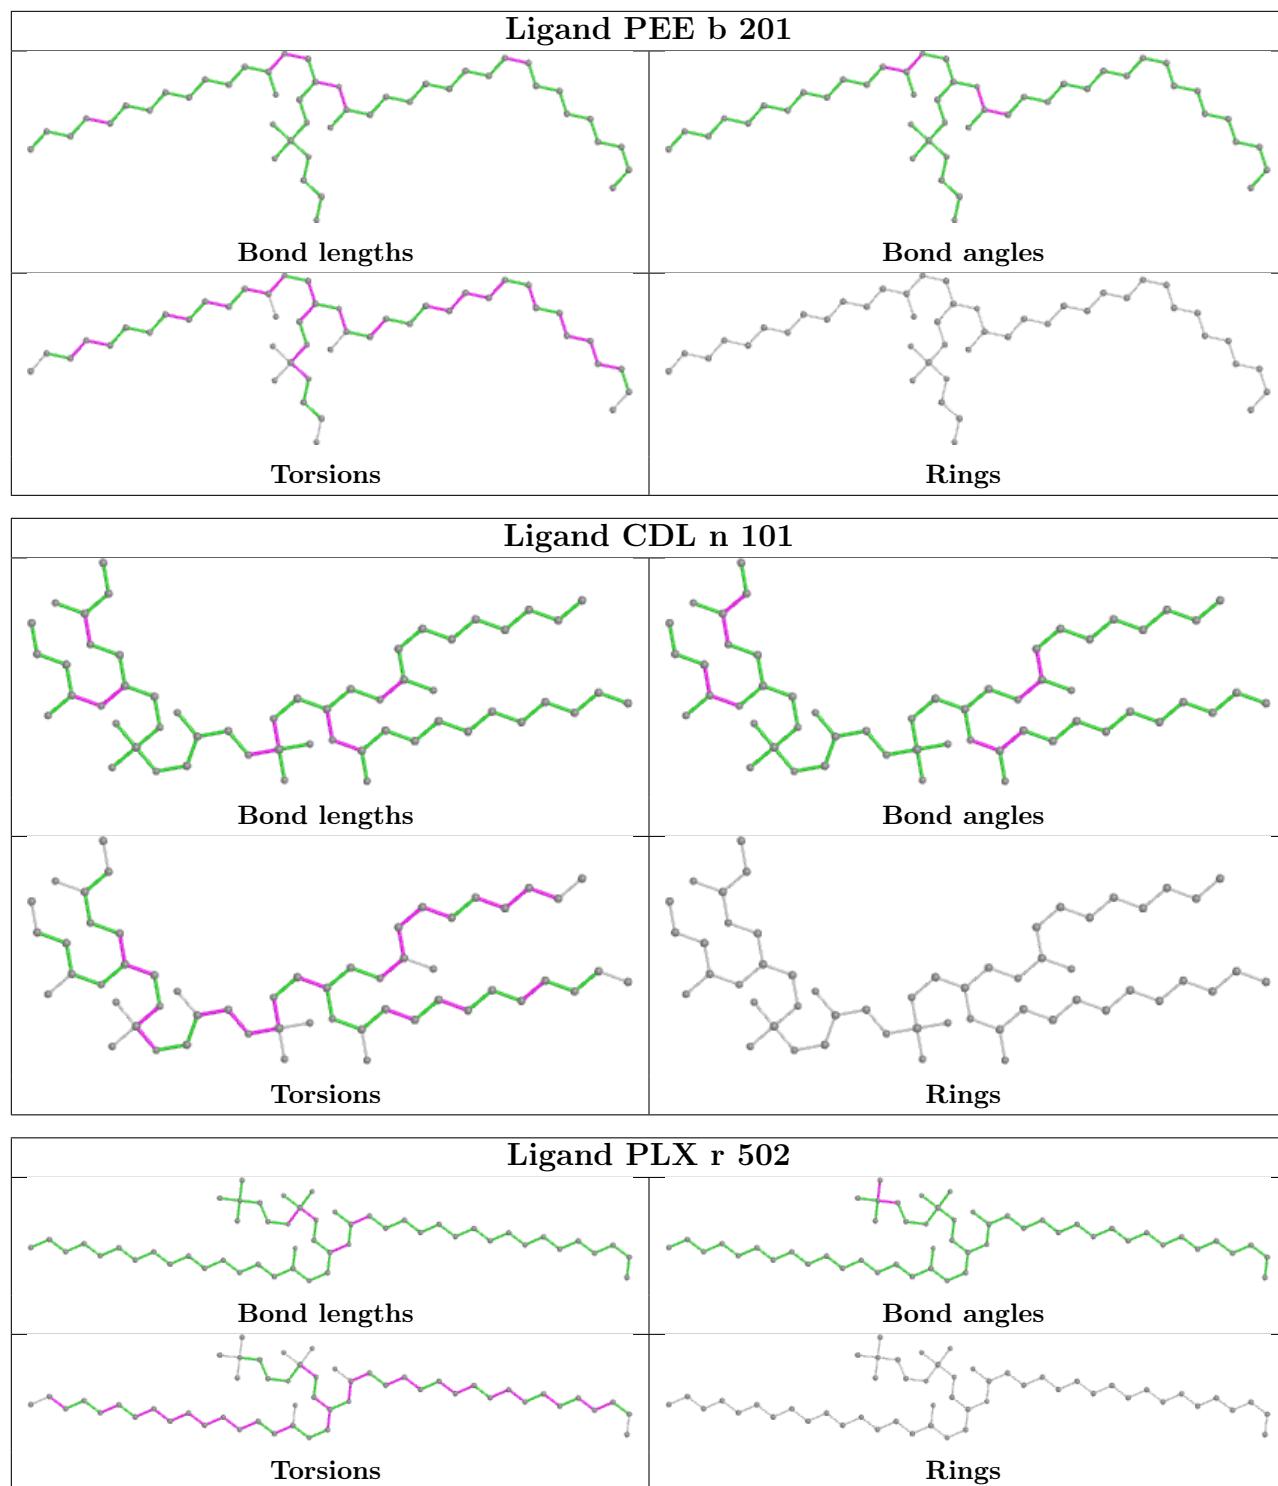 Ligand PEE b 201
Bond lengths
Bond angles
Torsions
Rings
Ligand CDL n 101
Bond lengths
Bond angles
Torsions
Rings
Ligand PLX r 502
Bond lengths
Bond angles
Torsions
Rings